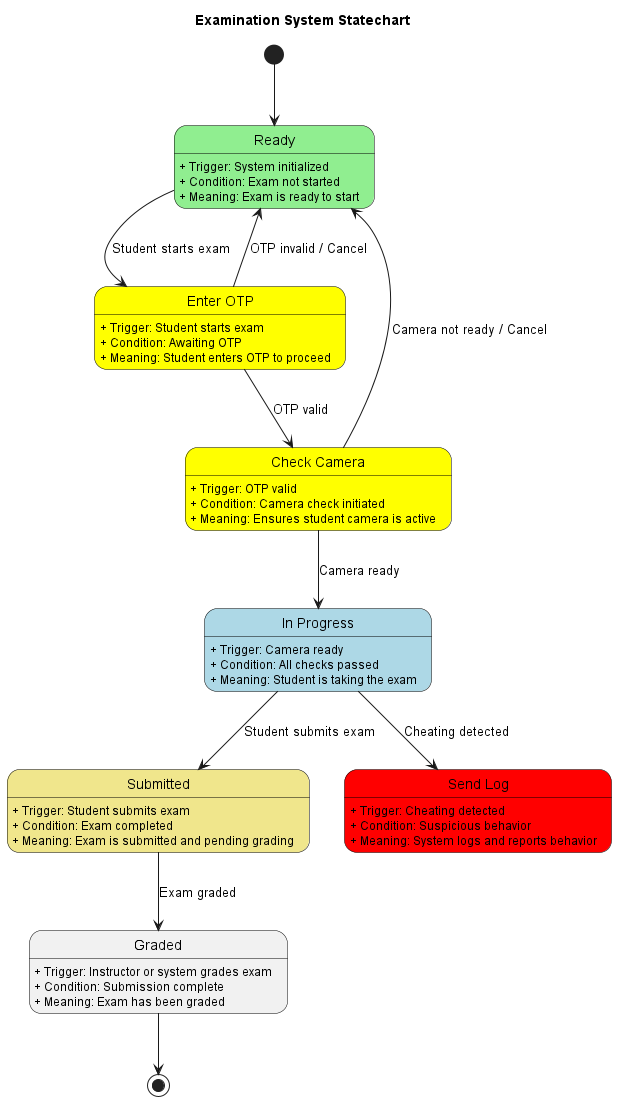 Examination System Statechart
Ready
+ Trigger: System initialized
+ Condition: Exam not started
+ Meaning: Exam is ready to start
Student starts exam
OTP invalid / Cancel
Enter OTP
+ Trigger: Student starts exam
+ Condition: Awaiting OTP
+ Meaning: Student enters OTP to proceed
Camera not ready / Cancel
OTP valid
Check Camera
+ Trigger: OTP valid
+ Condition: Camera check initiated
+ Meaning: Ensures student camera is active
Camera ready
In Progress
+ Trigger: Camera ready
+ Condition: All checks passed
+ Meaning: Student is taking the exam
Student submits exam
Cheating detected
Submitted
+ Trigger: Student submits exam
+ Condition: Exam completed
+ Meaning: Exam is submitted and pending grading
Send Log
+ Trigger: Cheating detected
+ Condition: Suspicious behavior
+ Meaning: System logs and reports behavior
Exam graded
Graded
+ Trigger: Instructor or system grades exam
+ Condition: Submission complete
+ Meaning: Exam has been graded